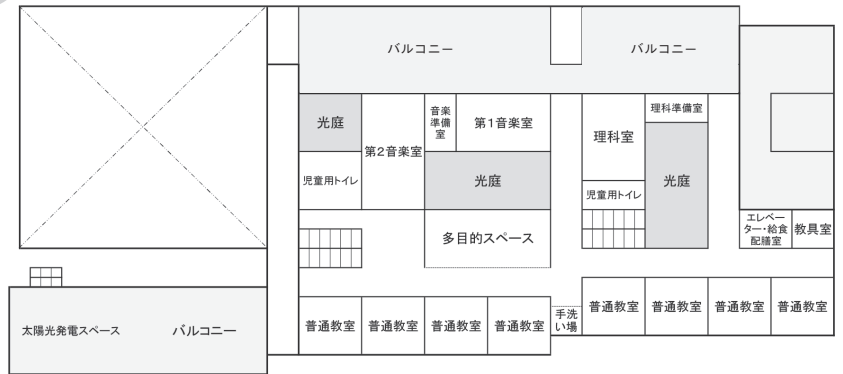 バルコニー
バルコニー
光庭
第2音楽室
音楽
準備
室
第1音楽室
理科室
理科準備室
児童用トイレ
光庭
児童用トイレ
光庭
多目的スペース
エレベー
ター・給食
配膳室
教具室
太陽光発電スペース
バルコニー
普通教室
普通教室
普通教室
普通教室
手洗
い場
普通教室
普通教室
普通教室
普通教室